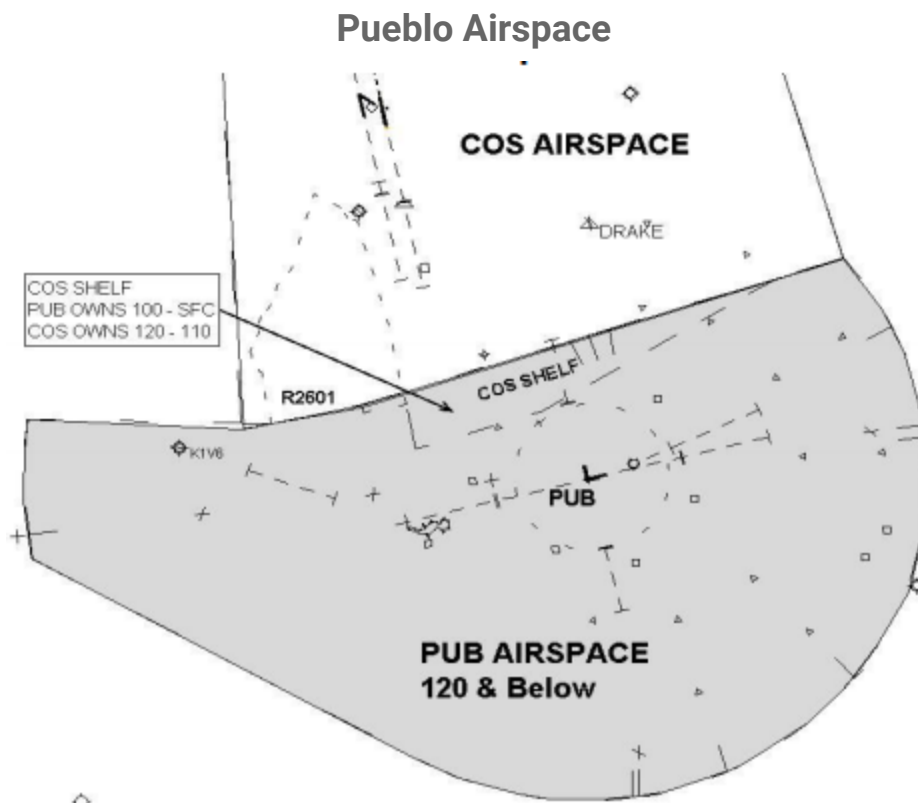 Pueblo Airspace
COS AIRSPACE
DRAKE
COS SHELF
PUB OWNS 100 - SFC
COS OWNS 120 - 110
COS SHELF
R2601
K1V6
PUB
PUB AIRSPACE
120 & Below